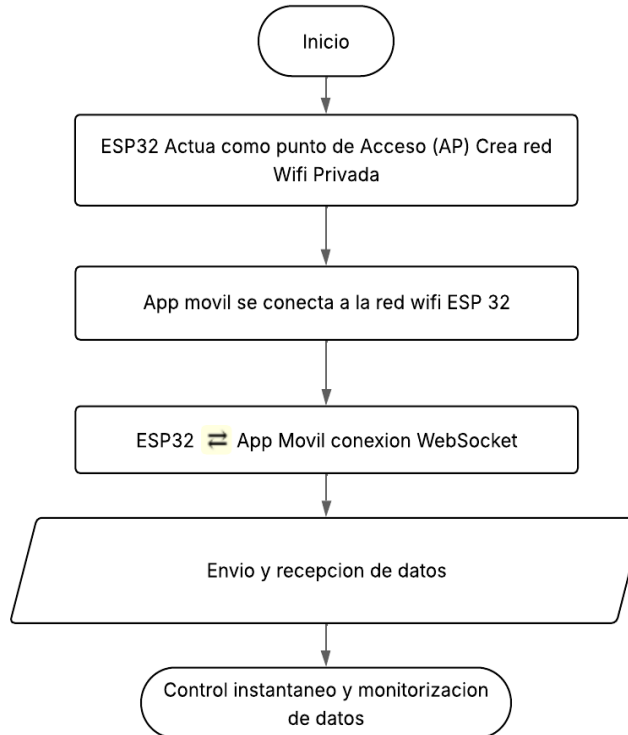 Inicio
ESP32 Actua como punto de Acceso (AP) Crea red
Wifi Privada
App movil se conecta a la red wifi ESP 32
ESP32 ⇄ App Movil conexion WebSocket
Envio y recepcion de datos
Control instantaneo y monitorizacion
de datos